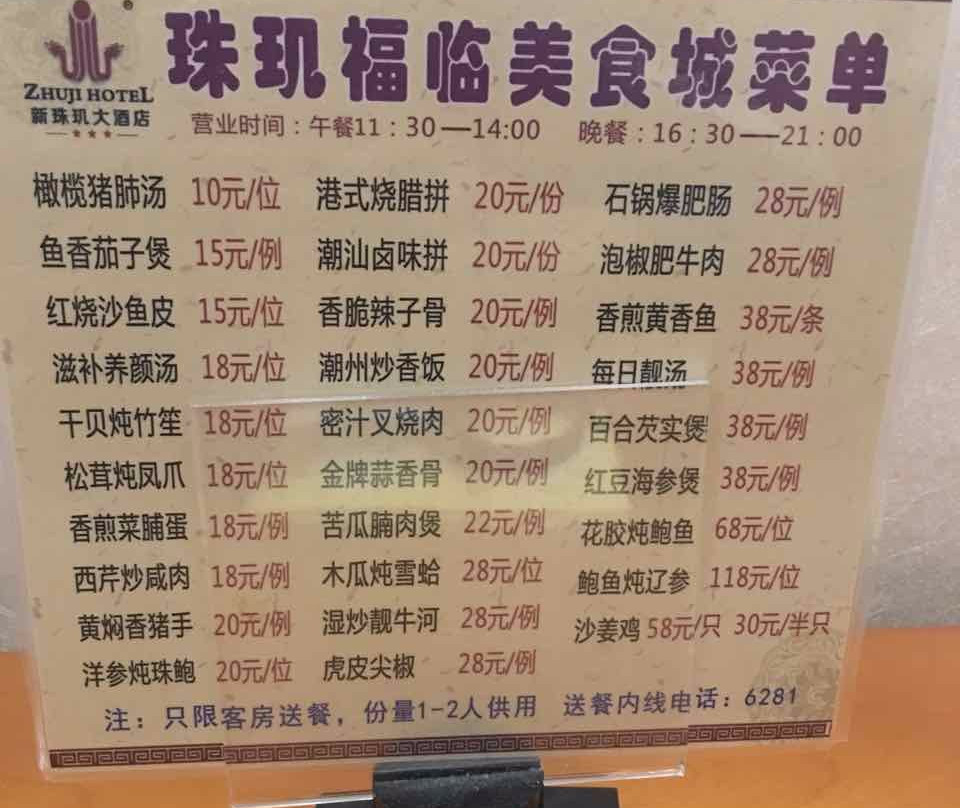 ZHUJI HOTEL
新珠玑大酒店
珠玑福临美食城菜单
营业时间：午餐11：30—14:00 晚餐：16：30——21：00
橄榄猪肺汤 10元/位 港式烧腊拼 20元/份 石锅爆肥肠 28元/例
鱼香茄子煲 15元/例 潮汕卤味拼 20元/份 泡椒肥牛肉 28元/例
红烧沙鱼皮 15元/位 香脆辣子骨 20元/例 香煎黄香鱼 38元/条
滋补养颜汤 18元/位 潮州炒香饭 20元/例 每日靓汤 38元/例
干贝炖竹笙 18元/位 密汁叉烧肉 20元/例 百合芡实煲 38元/例
松茸炖凤爪 18元/位 金牌蒜香骨 20元/例 红豆海参煲 38元/例
香煎菜脯蛋 18元/例 苦瓜腩肉煲 22元/例 花胶炖鲍鱼 68元/位
西芹炒咸肉 18元/例 木瓜炖雪蛤 28元/位 鲍鱼炖辽参 118元/位
黄焖香猪手 20元/例 湿炒靓牛河 28元/例 沙姜鸡 58元/只 30元/半只
洋参炖珠鲍 20元/位 虎皮尖椒 28元/例
注：只限客房送餐，份量1-2人供用 送餐内线电话：6281